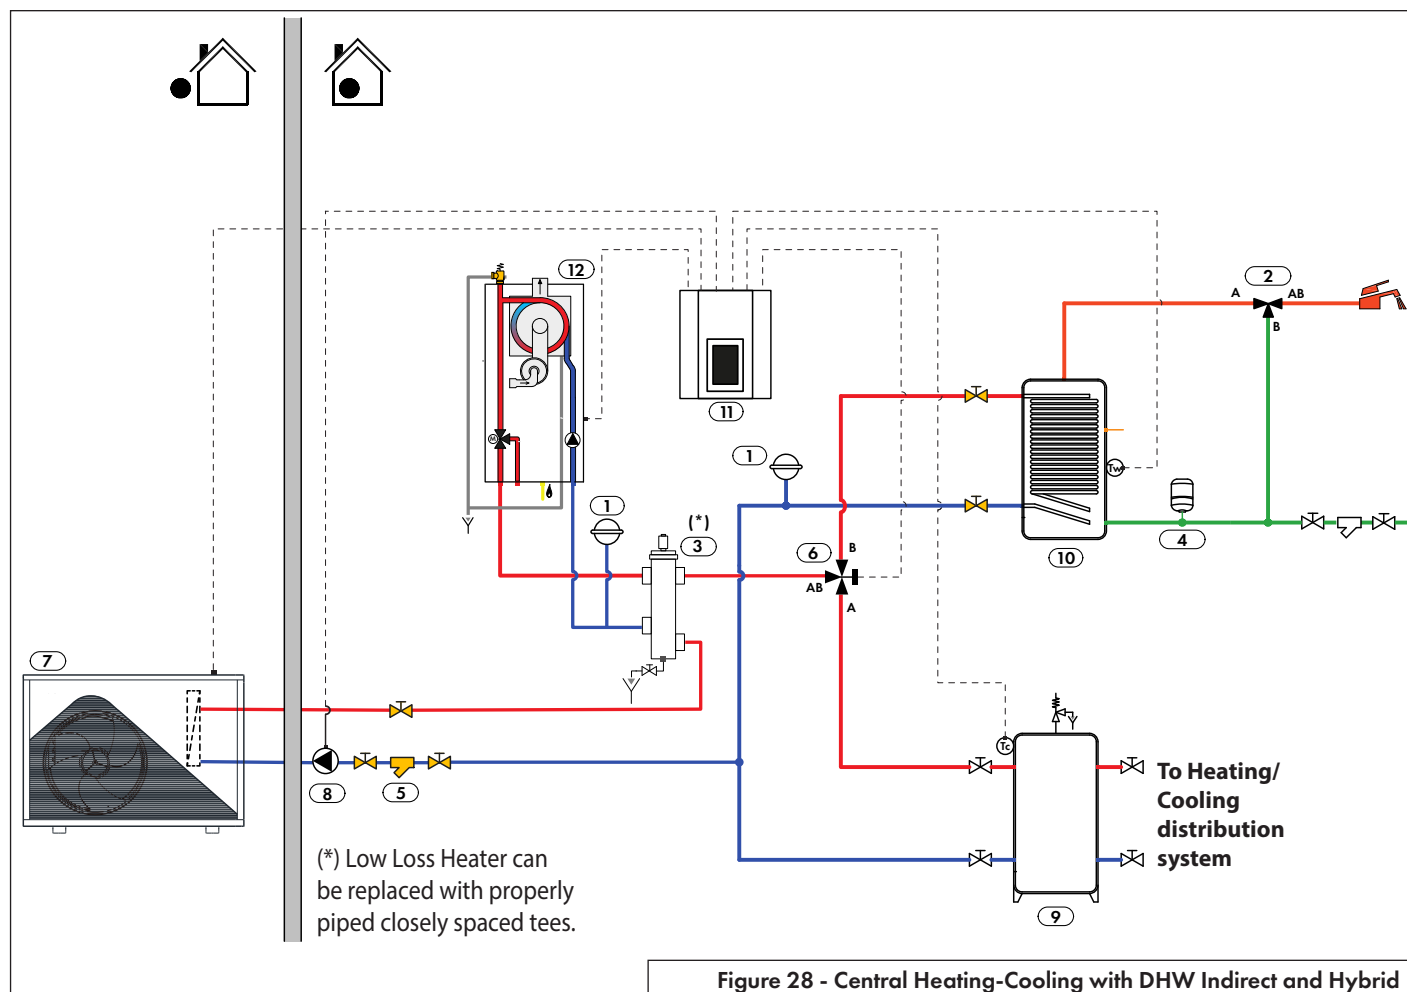 12
2
A
AB
B
11
1
Tw
1
(*)
3
6
B
AB
A
4
10
M
7
Tc
8
5
To Heating/
Cooling
distribution
system
9
(*) Low Loss Heater can
be replaced with properly
piped closely spaced tees.
Figure 28 - Central Heating-Cooling with DHW Indirect and Hybrid